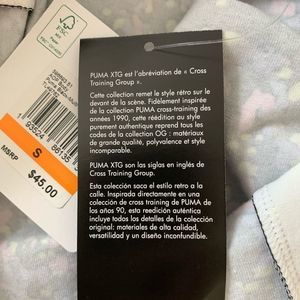 PUMA XTG est l'abréviation de « Cross
Training Group ».
Cette collection remet le style rétro sur le
devant de la scène. Fidèlement inspirée
de la collection PUMA cross-training des
années 1990, cette réédition au style
purement authentique reprend tous les
codes de la collection OG : matériaux
de grande qualité, polyvalence et style
incomparable.
PUMA XTG son las siglas en inglés de
Cross Training Group.
Esta colección saca el estilo retro a la
calle. Inspirada directamente en una
colección de cross training de PUMA de
los años 90, esta reedición auténtica
incluye todos los detalles de la colección
original: materiales de alta calidad,
versatilidad y un diseño inconfundible.
FSC
MIX
S
MSRP
$45.00